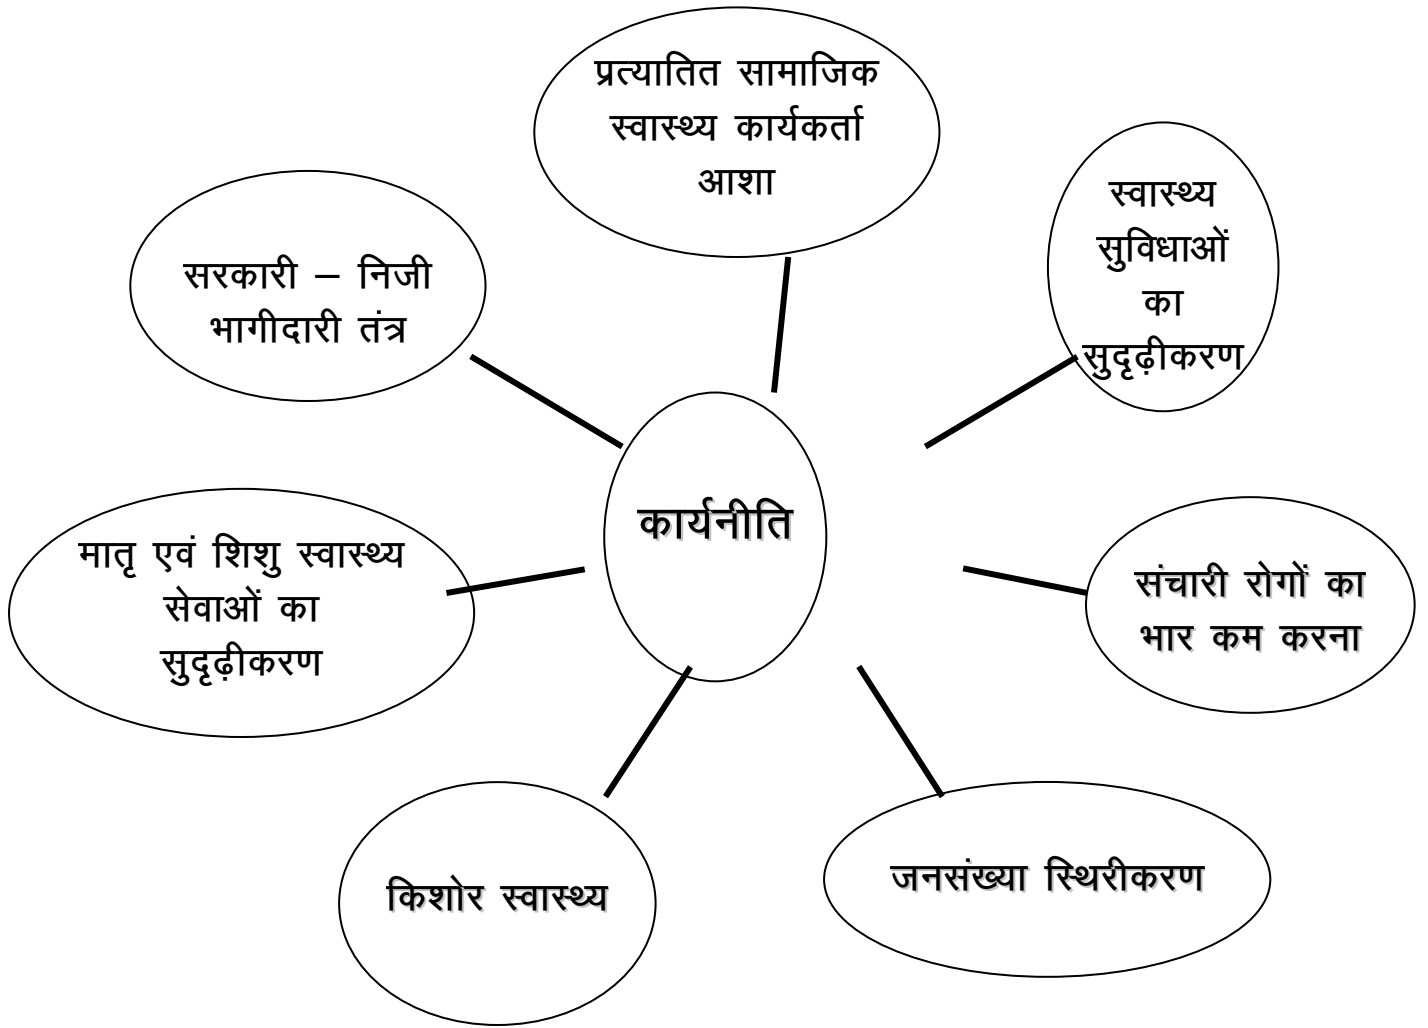 प्रत्यातित सामाजिक
स्वास्थ्य कार्यकर्ता
आशा
स्वास्थ्य
सुविधाओं
का
सुदृढ़ीकरण
सरकारी – निजी
भागीदारी तंत्र
कार्यनीति
मातृ एवं शिशु स्वास्थ्य
सेवाओं का
सुदृढ़ीकरण
संचारी रोगों का
भार कम करना
किशोर स्वास्थ्य
जनसंख्या स्थिरीकरण